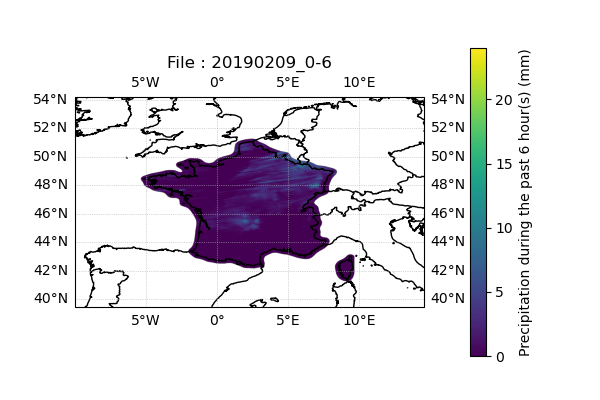 File : 20190209_0-6
5°W 0° 5°E 10°E
54°N 54°N
52°N 52°N
50°N 50°N
48°N 48°N
46°N 46°N
44°N 44°N
42°N 42°N
40°N 40°N
5°W 0° 5°E 10°E
20
15
10
5
0
Precipitation during the past 6 hour(s) (mm)